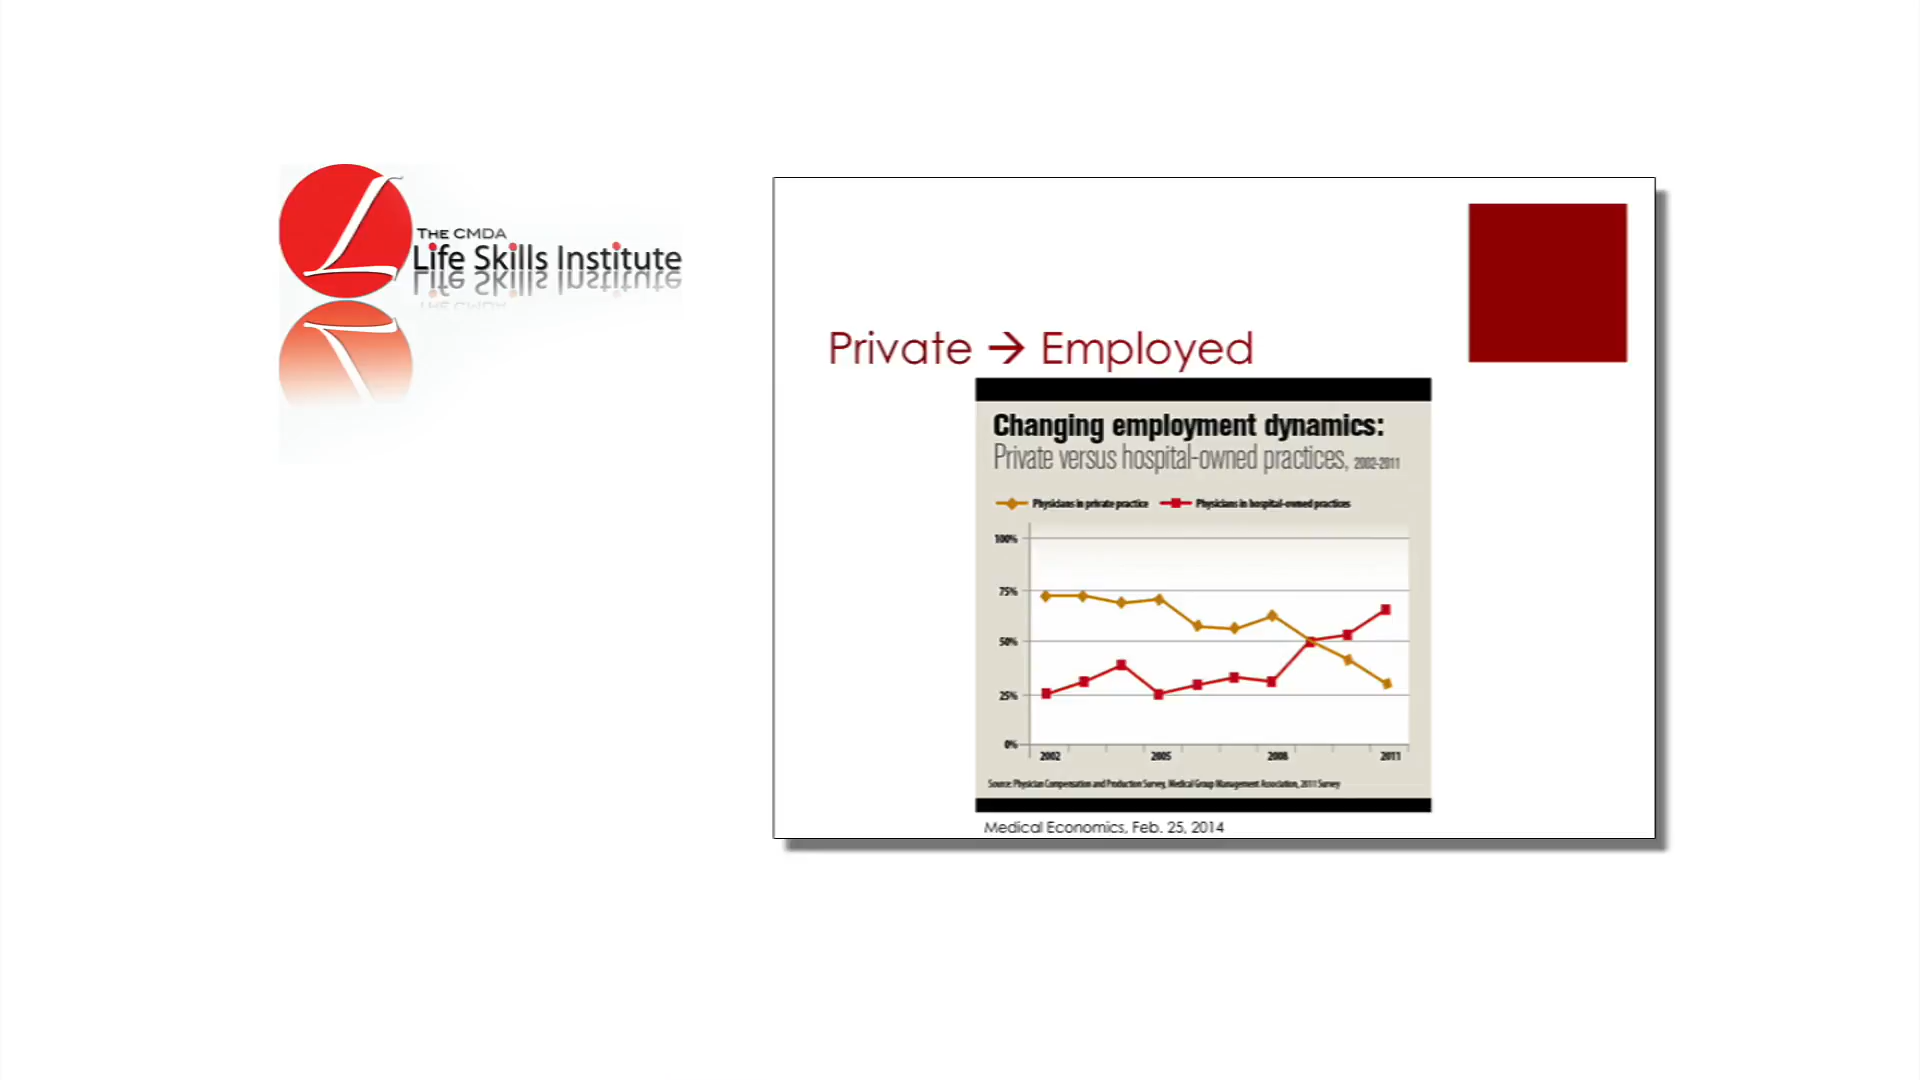 THE CMDA
Life Skills Institute
Private → Employed
Changing employment dynamics:
Private versus hospital-owned practices, 2002-2011
Physicians in private practice
Physicians in hospital-owned practices
100%
75%
50%
25%
0%
2002 2005 2008 2011
Source: Physician Compensation and Production Survey, Medical Group Management Association, 2011 Survey
Medical Economics, Feb. 25, 2014